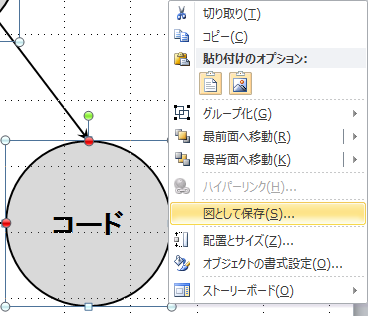 切り取り(T)
コピー(C)
貼り付けのオプション:
グループ化(G)
最前面へ移動(R)
最背面へ移動(K)
ハイパーリンク(H)...
図として保存(S)...
配置とサイズ(Z)...
オブジェクトの書式設定(O)...
ストーリーボード(O)
コード